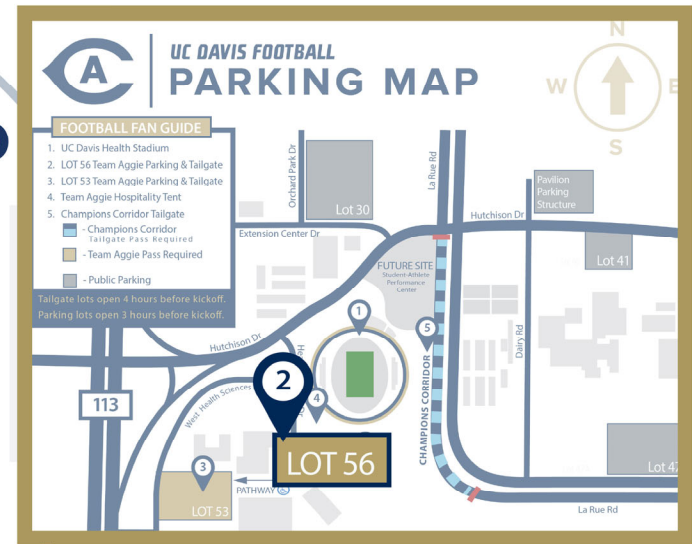 N
W E
S
A
UC DAVIS FOOTBALL
PARKING MAP
FOOTBALL FAN GUIDE
1. UC Davis Health Stadium
2. LOT 56 Team Aggie Parking & Tailgate
3. LOT 53 Team Aggie Parking & Tailgate
4. Team Aggie Hospitality Tent
5. Champions Corridor Tailgate
- Champions Corridor
Tailgate Pass Required
- Team Aggie Pass Required
- Public Parking
Tailgate lots open 4 hours before kickoff.
Parking lots open 3 hours before kickoff.
Orchard Park Dr
Lot 30
La Rue Rd
Pavilion
Parking
Structure
Hutchison Dr
Extension Center Dr
Lot 41
FUTURE SITE
Student-Athlete
Performance
Center
1
5
Hutchison Dr
Dairy Rd
CHAMPIONS CORRIDOR
2
4
West Health Sciences
113
LOT 56
3
PATHWAY
LOT 53
Lot 47
La Rue Rd